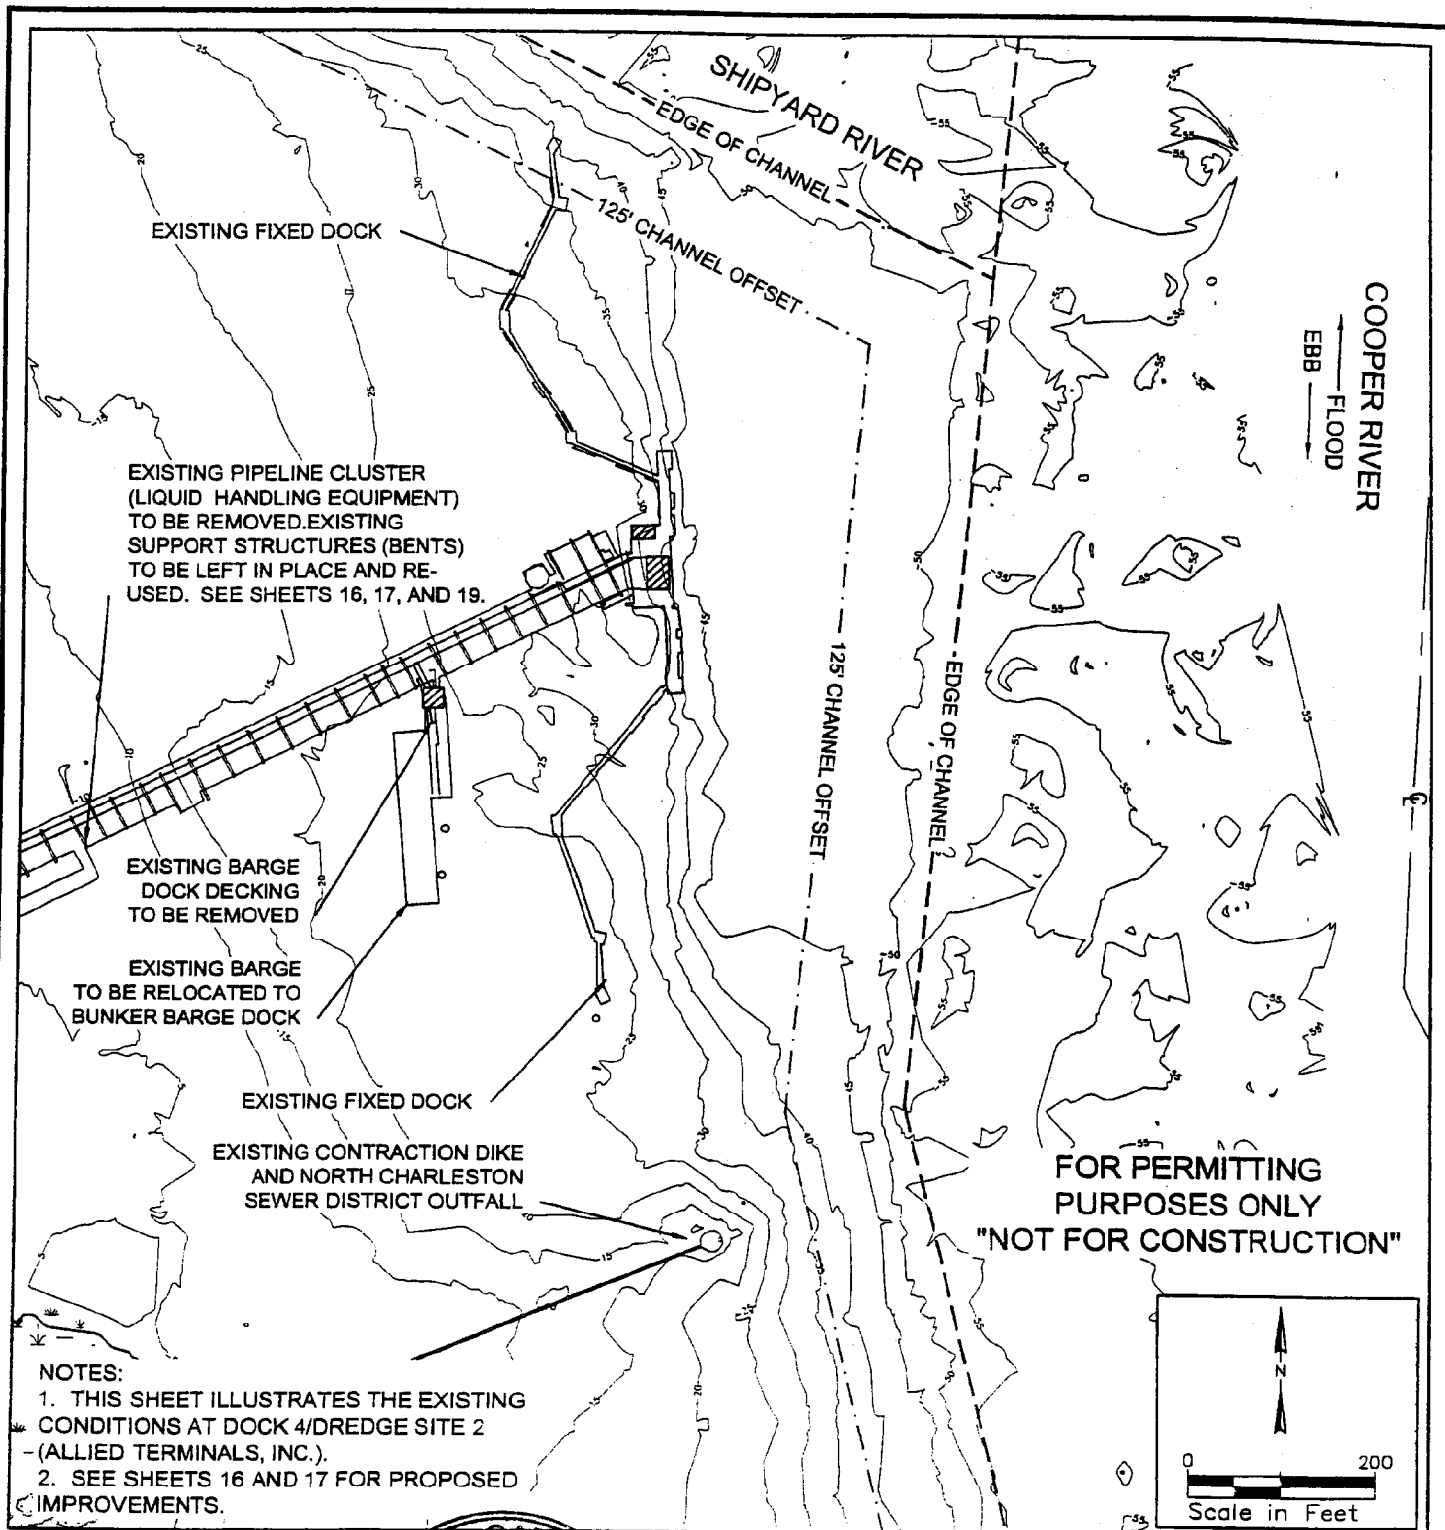 SHIPYARD RIVER
EDGE OF CHANNEL
125' CHANNEL OFFSET
EXISTING FIXED DOCK
COOPER RIVER
FLOOD
EBB
EXISTING PIPELINE CLUSTER
(LIQUID HANDLING EQUIPMENT)
TO BE REMOVED.EXISTING
SUPPORT STRUCTURES (BENTS)
TO BE LEFT IN PLACE AND RE-
USED. SEE SHEETS 16, 17, AND 19.
125' CHANNEL OFFSET
EDGE OF CHANNEL
EXISTING BARGE
DOCK DECKING
TO BE REMOVED
EXISTING BARGE
TO BE RELOCATED TO
BUNKER BARGE DOCK
EXISTING FIXED DOCK
EXISTING CONTRACTION DIKE
AND NORTH CHARLESTON
SEWER DISTRICT OUTFALL
FOR PERMITTING
PURPOSES ONLY
"NOT FOR CONSTRUCTION"
NOTES:
1. THIS SHEET ILLUSTRATES THE EXISTING
CONDITIONS AT DOCK 4/DREDGE SITE 2
(ALLIED TERMINALS, INC.).
2. SEE SHEETS 16 AND 17 FOR PROPOSED
IMPROVEMENTS.
N
0 200
Scale in Feet